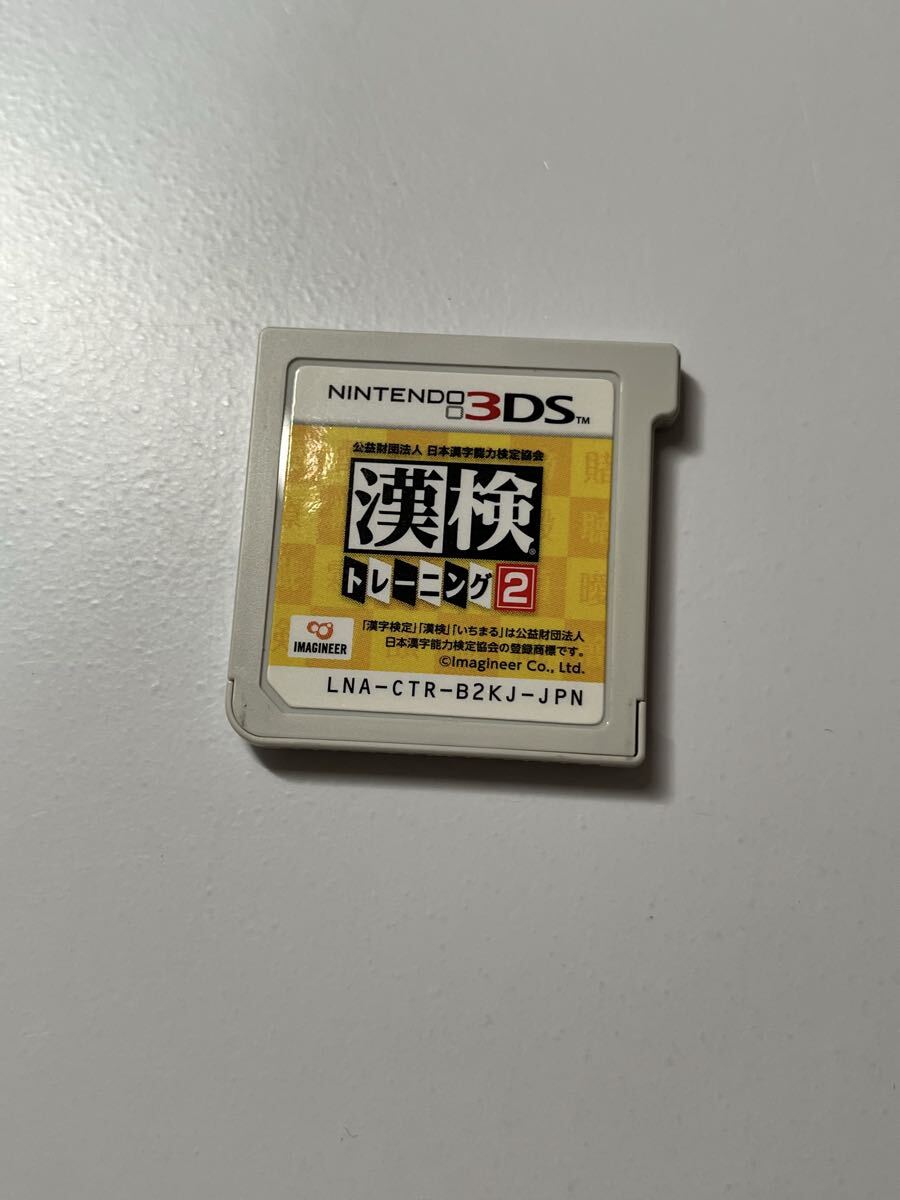 NINTENDO3DS™
公益財団法人 日本漢字能力検定協会
漢検®
トレーニング2
「漢字検定」「漢検」「いちまる」は公益財団法人
日本漢字能力検定協会の登録商標です。
©Imagineer Co., Ltd.
IMAGINEER
LNA-CTR-B2KJ-JPN